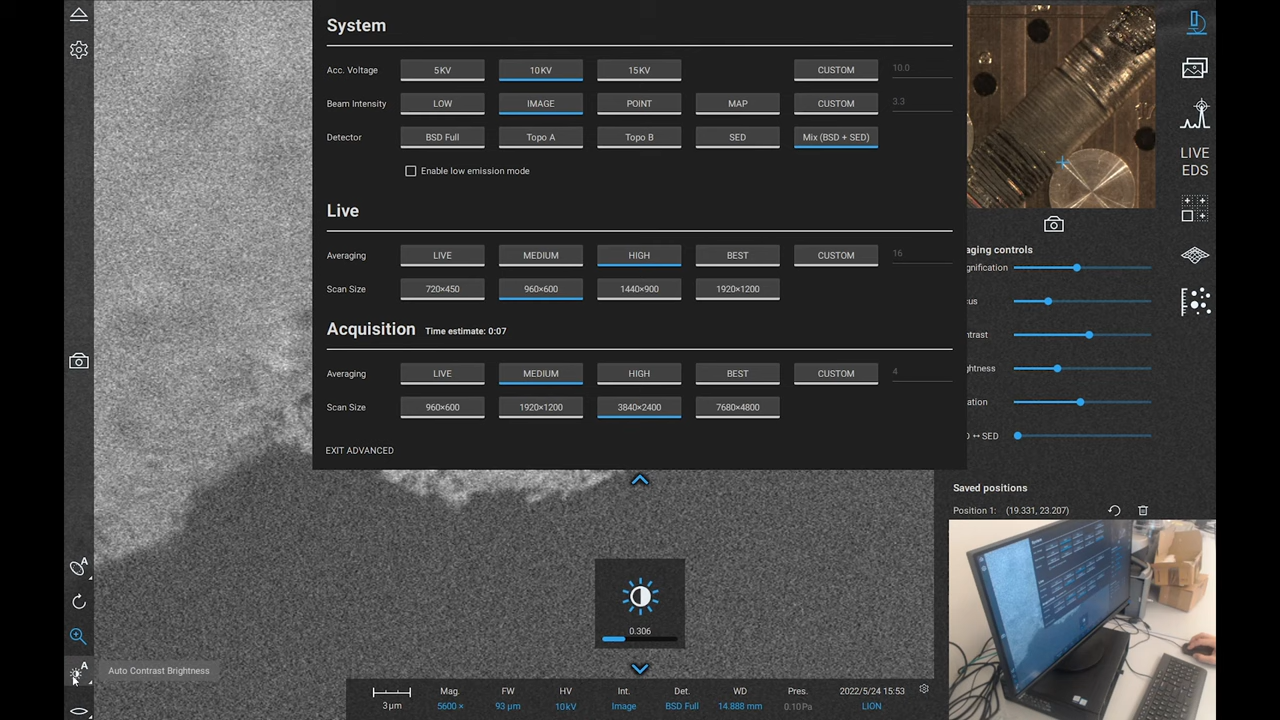 System
Acc. Voltage 5KV 10KV 15KV CUSTOM 10.0
Beam Intensity LOW IMAGE POINT MAP CUSTOM 3.3
Detector BSD Full Topo A Topo B SED Mix (BSD + SED)
Enable low emission mode
Live
Averaging LIVE MEDIUM HIGH BEST CUSTOM 16
Scan Size 720×450 960×600 1440×900 1920×1200
Acquisition Time estimate: 0:07
Averaging LIVE MEDIUM HIGH BEST CUSTOM 4
Scan Size 960×600 1920×1200 3840×2400 7680×4800
EXIT ADVANCED
LIVE
EDS
aging controls
gnification
cus
ntrast
ghtness
ation
D ↔ SED
Saved positions
Position 1: (19.331, 23.207)
0.306
A
A
Auto Contrast Brightness
3 μm
Mag. FW HV Int. Det. WD Pres. 2022/5/24 15:53
5600 × 93 μm 10kV Image BSD Full 14.888 mm 0.10Pa LION